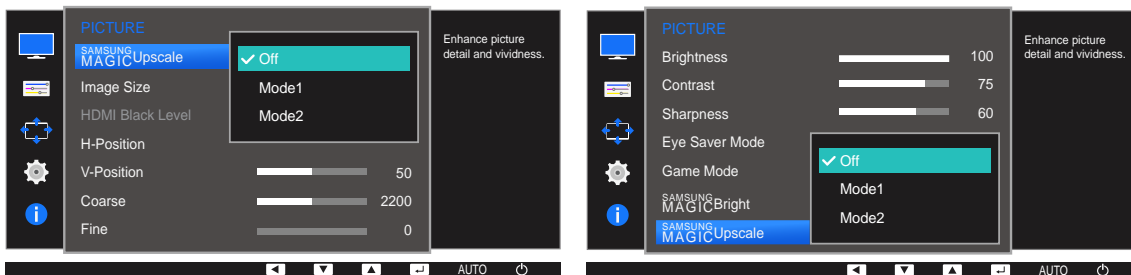 PICTURE
SAMSUNG
MAGIC Upscale
Off
Enhance picture
detail and vividness.
Image Size
Mode1
HDMI Black Level
Mode2
H-Position
V-Position 50
Coarse 2200
Fine 0
AUTO
PICTURE
Brightness 100
Enhance picture
detail and vividness.
Contrast 75
Sharpness 60
Eye Saver Mode
Off
Game Mode
Mode1
SAMSUNG
MAGIC Bright
Mode2
SAMSUNG
MAGIC Upscale
AUTO